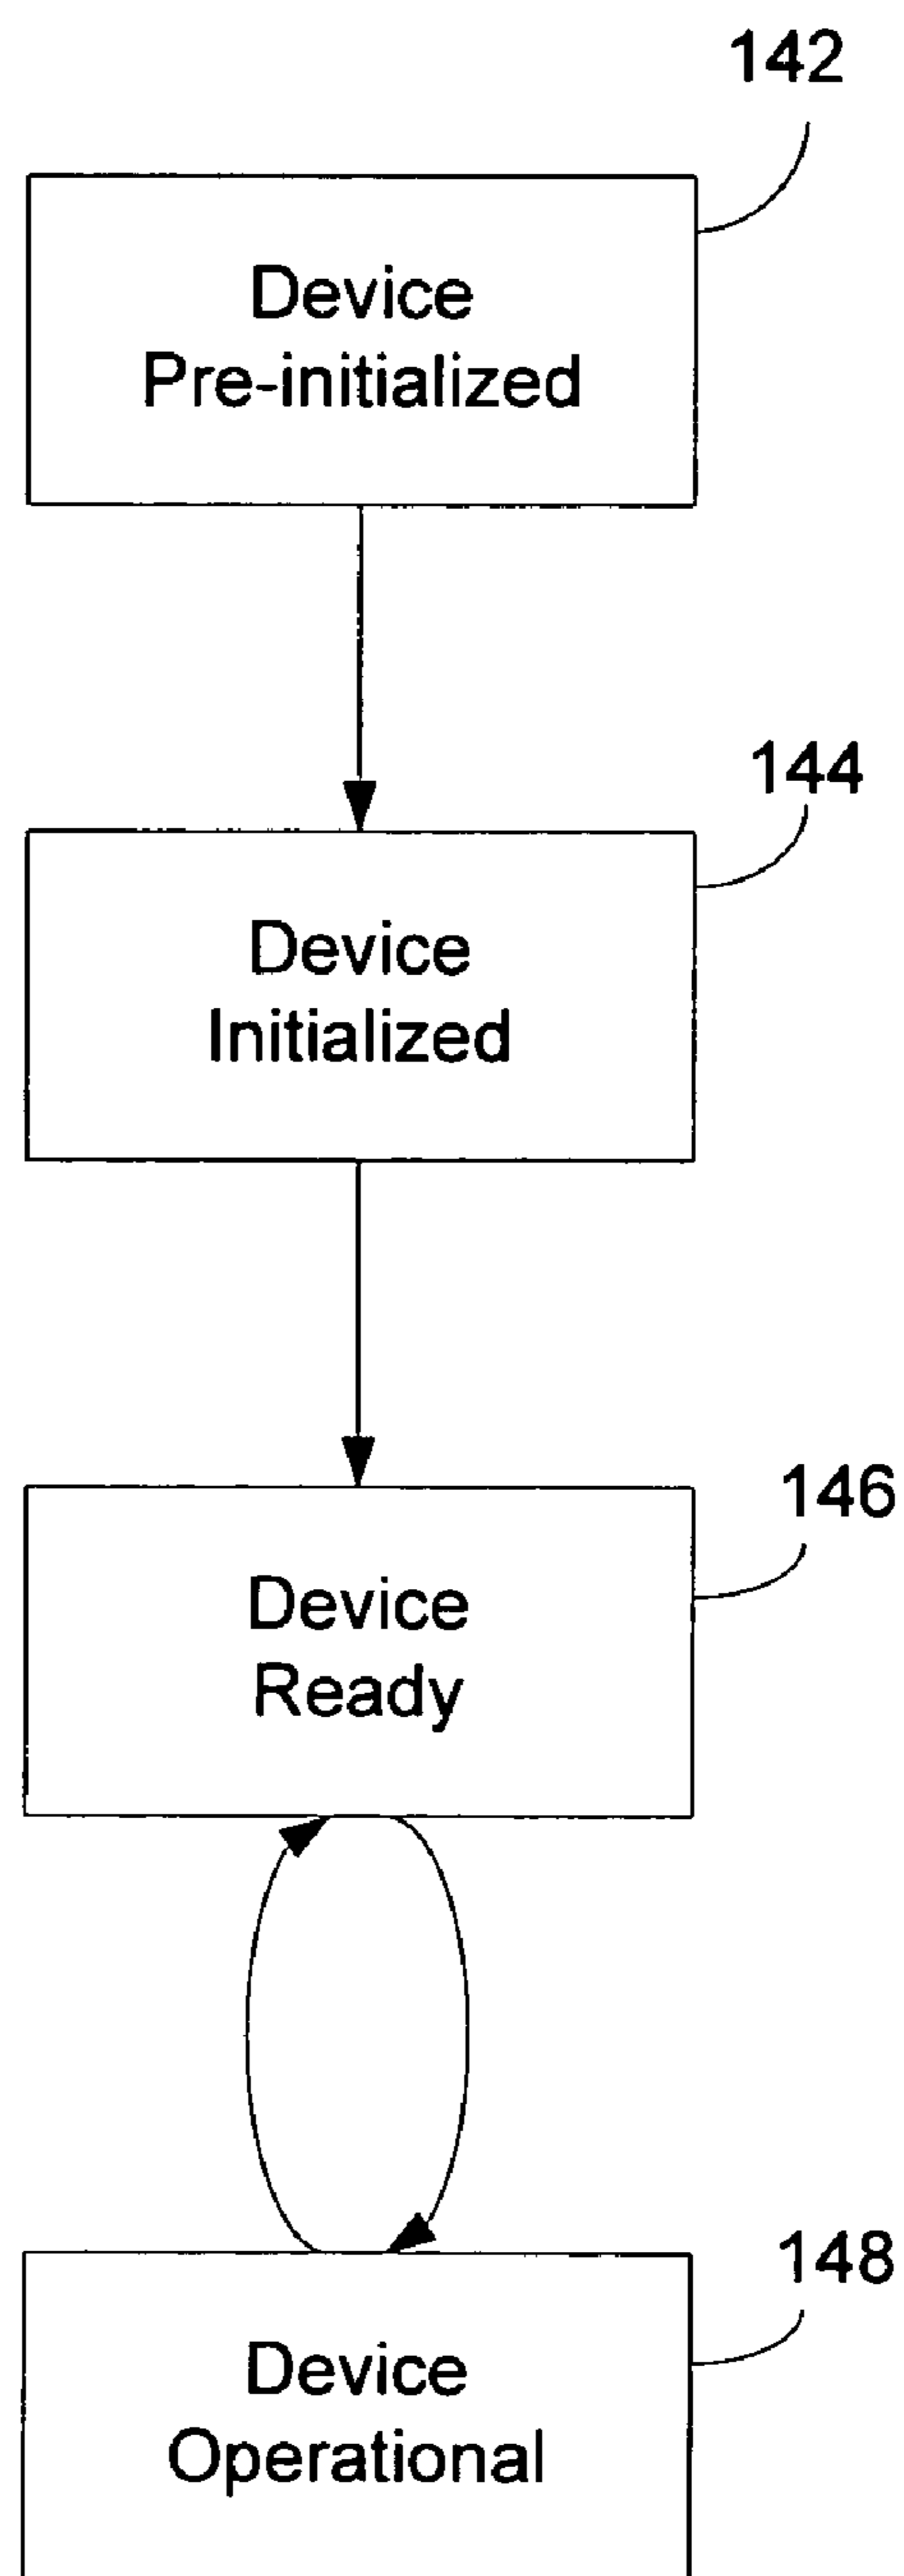 142
Device
Pre-initialized
144
Device
Initialized
146
Device
Ready
148
Device
Operational